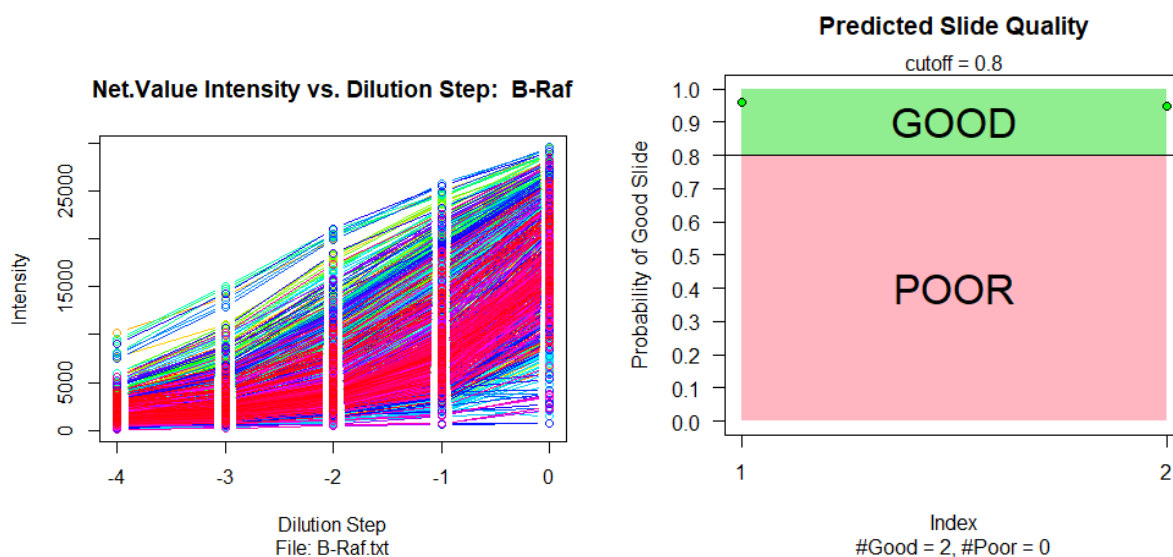 Net.Value Intensity vs. Dilution Step:  B-Raf
Intensity
25000
15000
5000
0
-4
-3
-2
-1
0
Dilution Step
File: B-Raf.txt
Predicted Slide Quality
cutoff = 0.8
Probability of Good Slide
1.0
0.9
0.8
0.7
0.6
0.5
0.4
0.3
0.2
0.1
0.0
GOOD
POOR
1
2
Index
#Good = 2, #Poor = 0